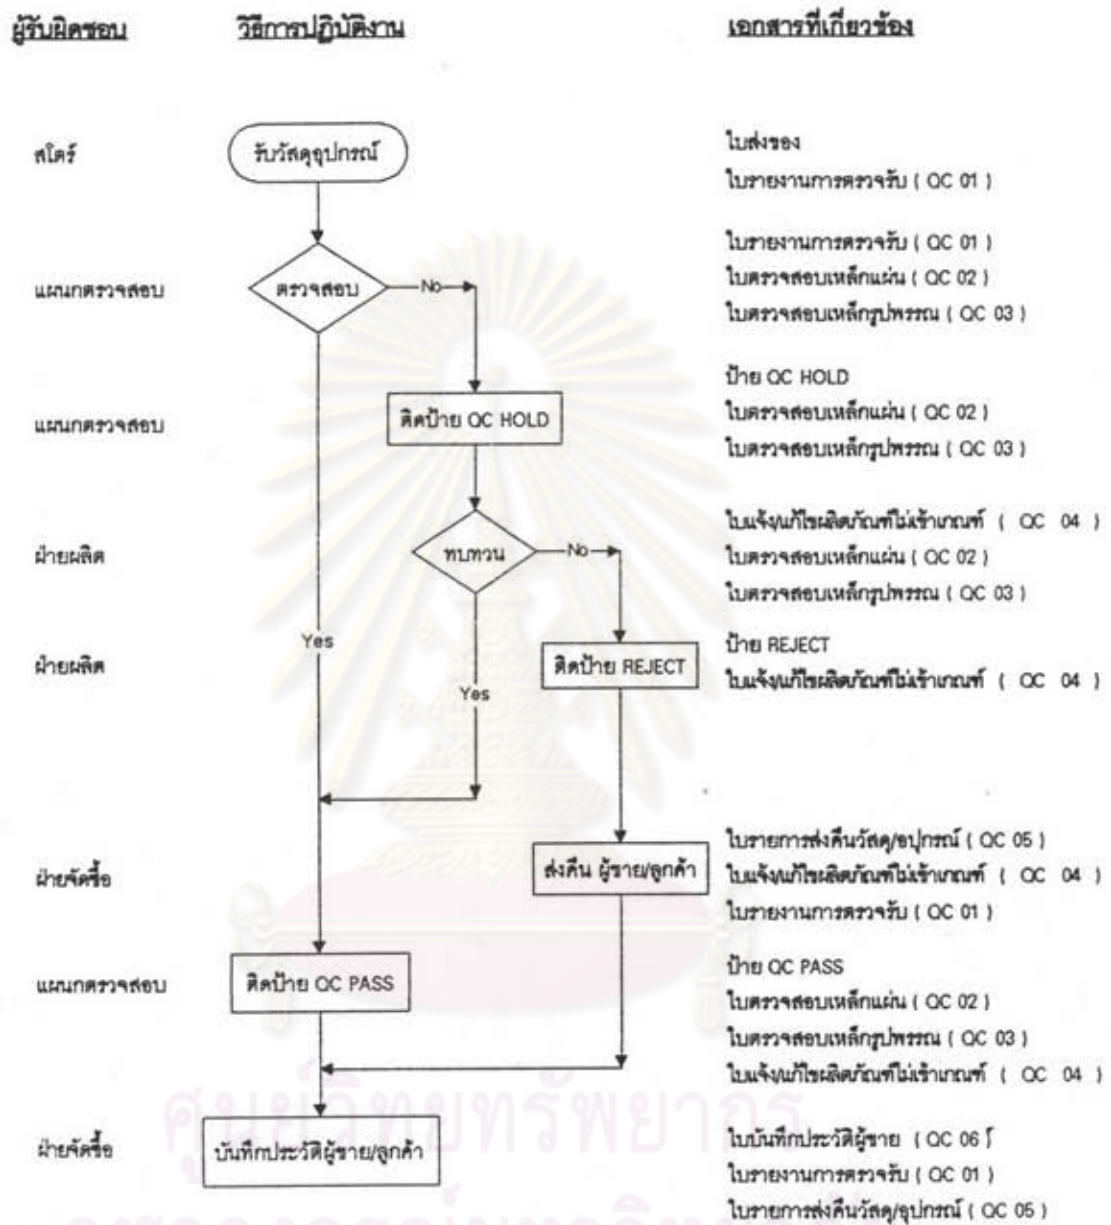 ผู้รับผิดชอบ วิธีการปฏิบัติงาน เอกสารที่เกี่ยวข้อง
สโตร์ รับวัสดุอุปกรณ์ ใบส่งของ
ใบรายงานการตรวจรับ ( QC 01 )
ใบรายงานการตรวจรับ ( QC 01 )
แผนกตรวจสอบ ตรวจสอบ No ใบตรวจสอบเหล็กแผ่น ( QC 02 )
ใบตรวจสอบเหล็กรูปพรรณ ( QC 03 )
ป้าย QC HOLD
แผนกตรวจสอบ ติดป้าย QC HOLD ใบตรวจสอบเหล็กแผ่น ( QC 02 )
ใบตรวจสอบเหล็กรูปพรรณ ( QC 03 )
ใบแจ้ง/แก้ไขผลิตภัณฑ์ไม่เข้าเกณฑ์ ( QC 04 )
ฝ่ายผลิต ทบทวน No ใบตรวจสอบเหล็กแผ่น ( QC 02 )
ใบตรวจสอบเหล็กรูปพรรณ ( QC 03 )
Yes ป้าย REJECT
ฝ่ายผลิต ติดป้าย REJECT ใบแจ้ง/แก้ไขผลิตภัณฑ์ไม่เข้าเกณฑ์ ( QC 04 )
Yes
ใบรายการส่งคืนวัสดุ/อปุกรณ์ ( QC 05 )
ฝ่ายจัดซื้อ ส่งคืน ผู้ขาย/ลูกค้า ใบแจ้ง/แก้ไขผลิตภัณฑ์ไม่เข้าเกณฑ์ ( QC 04 )
ใบรายงานการตรวจรับ ( QC 01 )
ป้าย QC PASS
แผนกตรวจสอบ ติดป้าย QC PASS ใบตรวจสอบเหล็กแผ่น ( QC 02 )
ใบตรวจสอบเหล็กรูปพรรณ ( QC 03 )
ใบแจ้ง/แก้ไขผลิตภัณฑ์ไม่เข้าเกณฑ์ ( QC 04 )
ศูนย์วิทยทรัพยากร
ฝ่ายจัดซื้อ บันทึกประวัติผู้ขาย/ลูกค้า ใบบันทึกประวัติผู้ขาย ( QC 06 )
ใบรายงานการตรวจรับ ( QC 01 )
ใบรายการส่งคืนวัสดุ/อุปกรณ์ ( QC 05 )